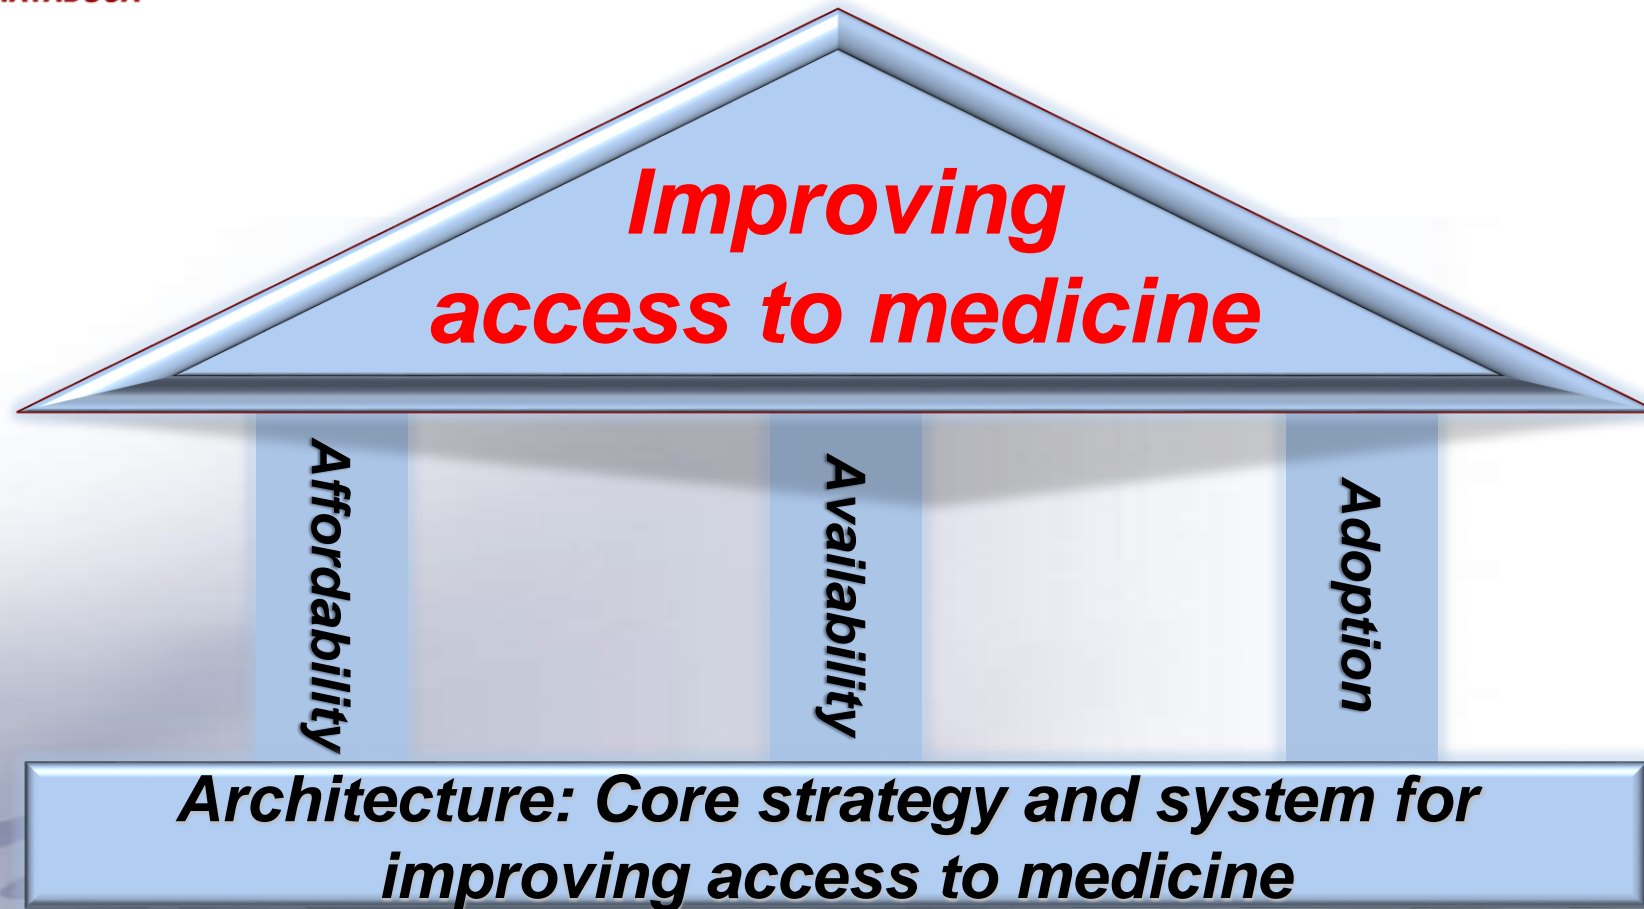 Improving
access to medicine
Affordability
Availability
Adoption
Architecture: Core strategy and system for
improving access to medicine